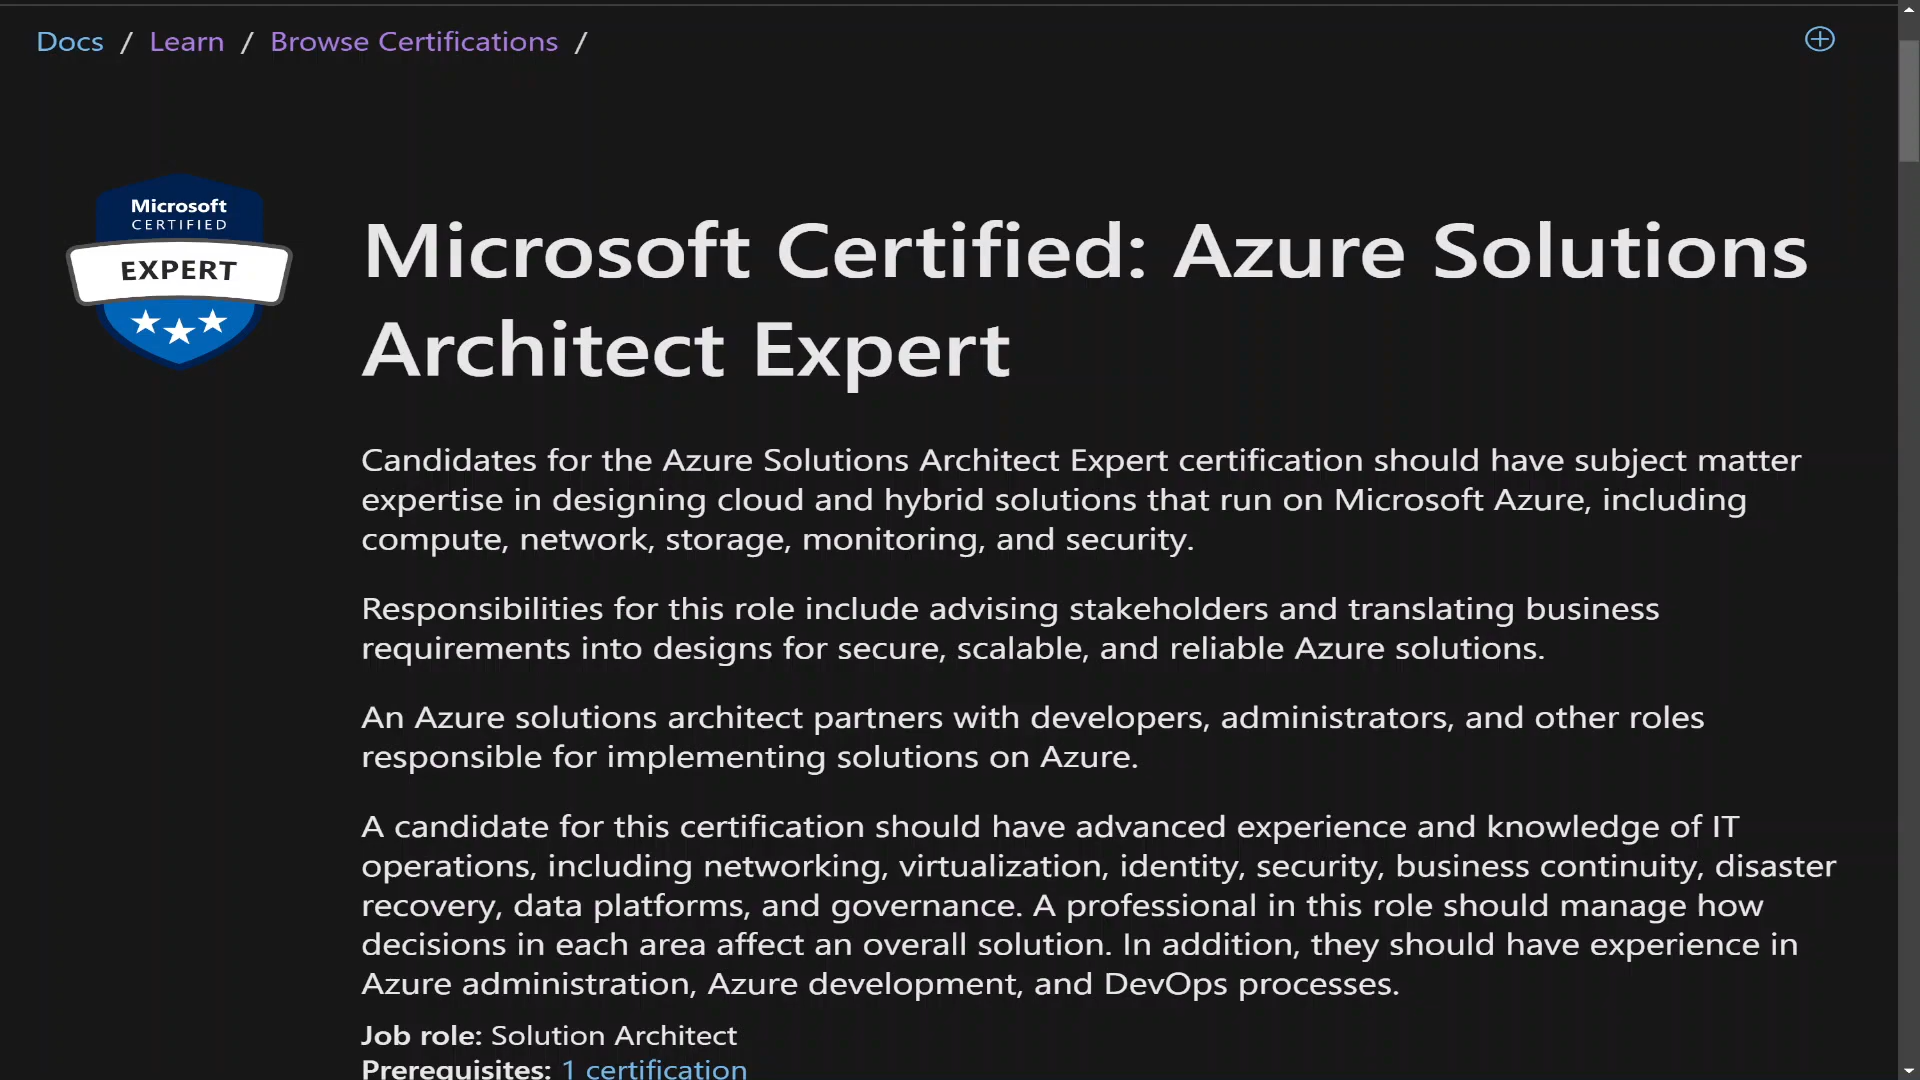 Docs / Learn / Browse Certifications /
Microsoft
CERTIFIED
EXPERT
Microsoft Certified: Azure Solutions
Architect Expert
Candidates for the Azure Solutions Architect Expert certification should have subject matter
expertise in designing cloud and hybrid solutions that run on Microsoft Azure, including
compute, network, storage, monitoring, and security.
Responsibilities for this role include advising stakeholders and translating business
requirements into designs for secure, scalable, and reliable Azure solutions.
An Azure solutions architect partners with developers, administrators, and other roles
responsible for implementing solutions on Azure.
A candidate for this certification should have advanced experience and knowledge of IT
operations, including networking, virtualization, identity, security, business continuity, disaster
recovery, data platforms, and governance. A professional in this role should manage how
decisions in each area affect an overall solution. In addition, they should have experience in
Azure administration, Azure development, and DevOps processes.
Job role: Solution Architect
Prerequisites: 1 certification